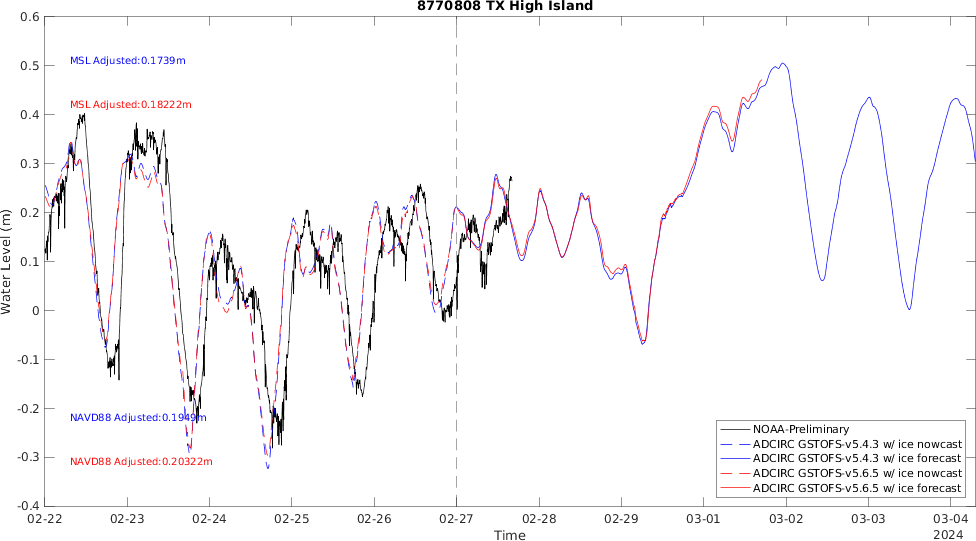 8770808 TX High Island
0.6
0.5
0.4
0.3
0.2
0.1
0
-0.1
-0.2
-0.3
-0.4
Water Level (m)
MSL Adjusted:0.1739m
MSL Adjusted:0.18222m
NAVD88 Adjusted:0.1949m
NAVD88 Adjusted:0.20322m
NOAA-Preliminary
ADCIRC GSTOFS-v5.4.3 w/ ice nowcast
ADCIRC GSTOFS-v5.4.3 w/ ice forecast
ADCIRC GSTOFS-v5.6.5 w/ ice nowcast
ADCIRC GSTOFS-v5.6.5 w/ ice forecast
02-22 02-23 02-24 02-25 02-26 02-27 02-28 02-29 03-01 03-02 03-03 03-04
2024
Time